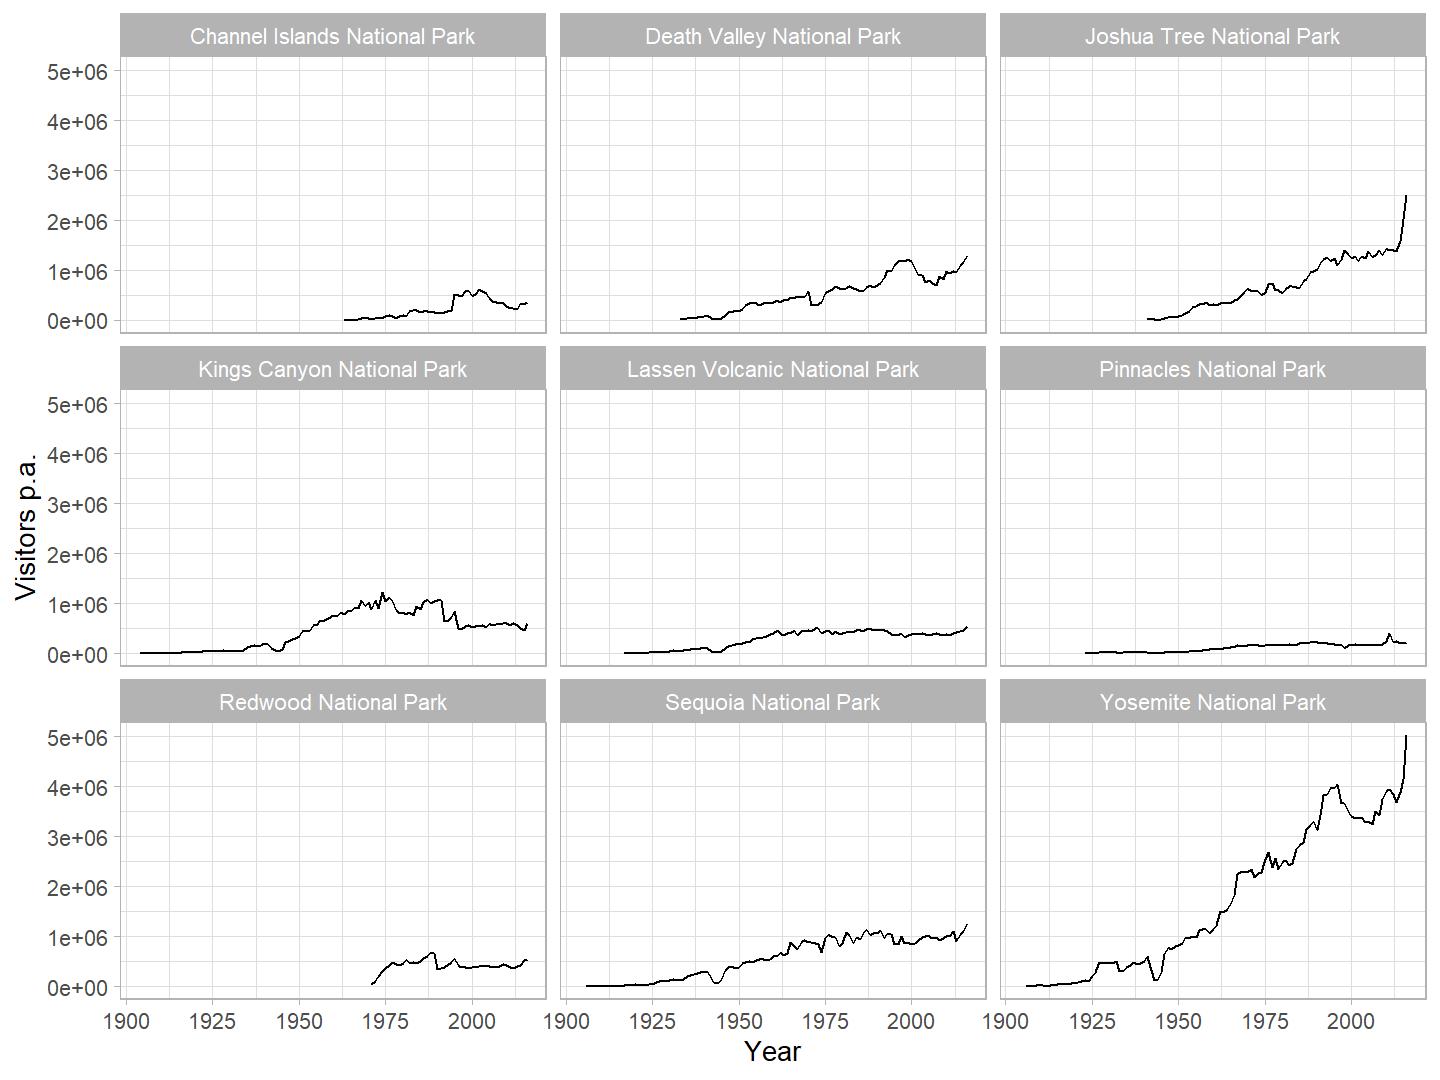 Channel Islands National Park Death Valley National Park Joshua Tree National Park
5e+06
4e+06
3e+06
2e+06
1e+06
0e+00
Kings Canyon National Park Lassen Volcanic National Park Pinnacles National Park
5e+06
4e+06
3e+06
2e+06
1e+06
0e+00
Visitors p.a.
Redwood National Park Sequoia National Park Yosemite National Park
5e+06
4e+06
3e+06
2e+06
1e+06
0e+00
1900 1925 1950 1975 2000 1900 1925 1950 1975 2000 1900 1925 1950 1975 2000
Year